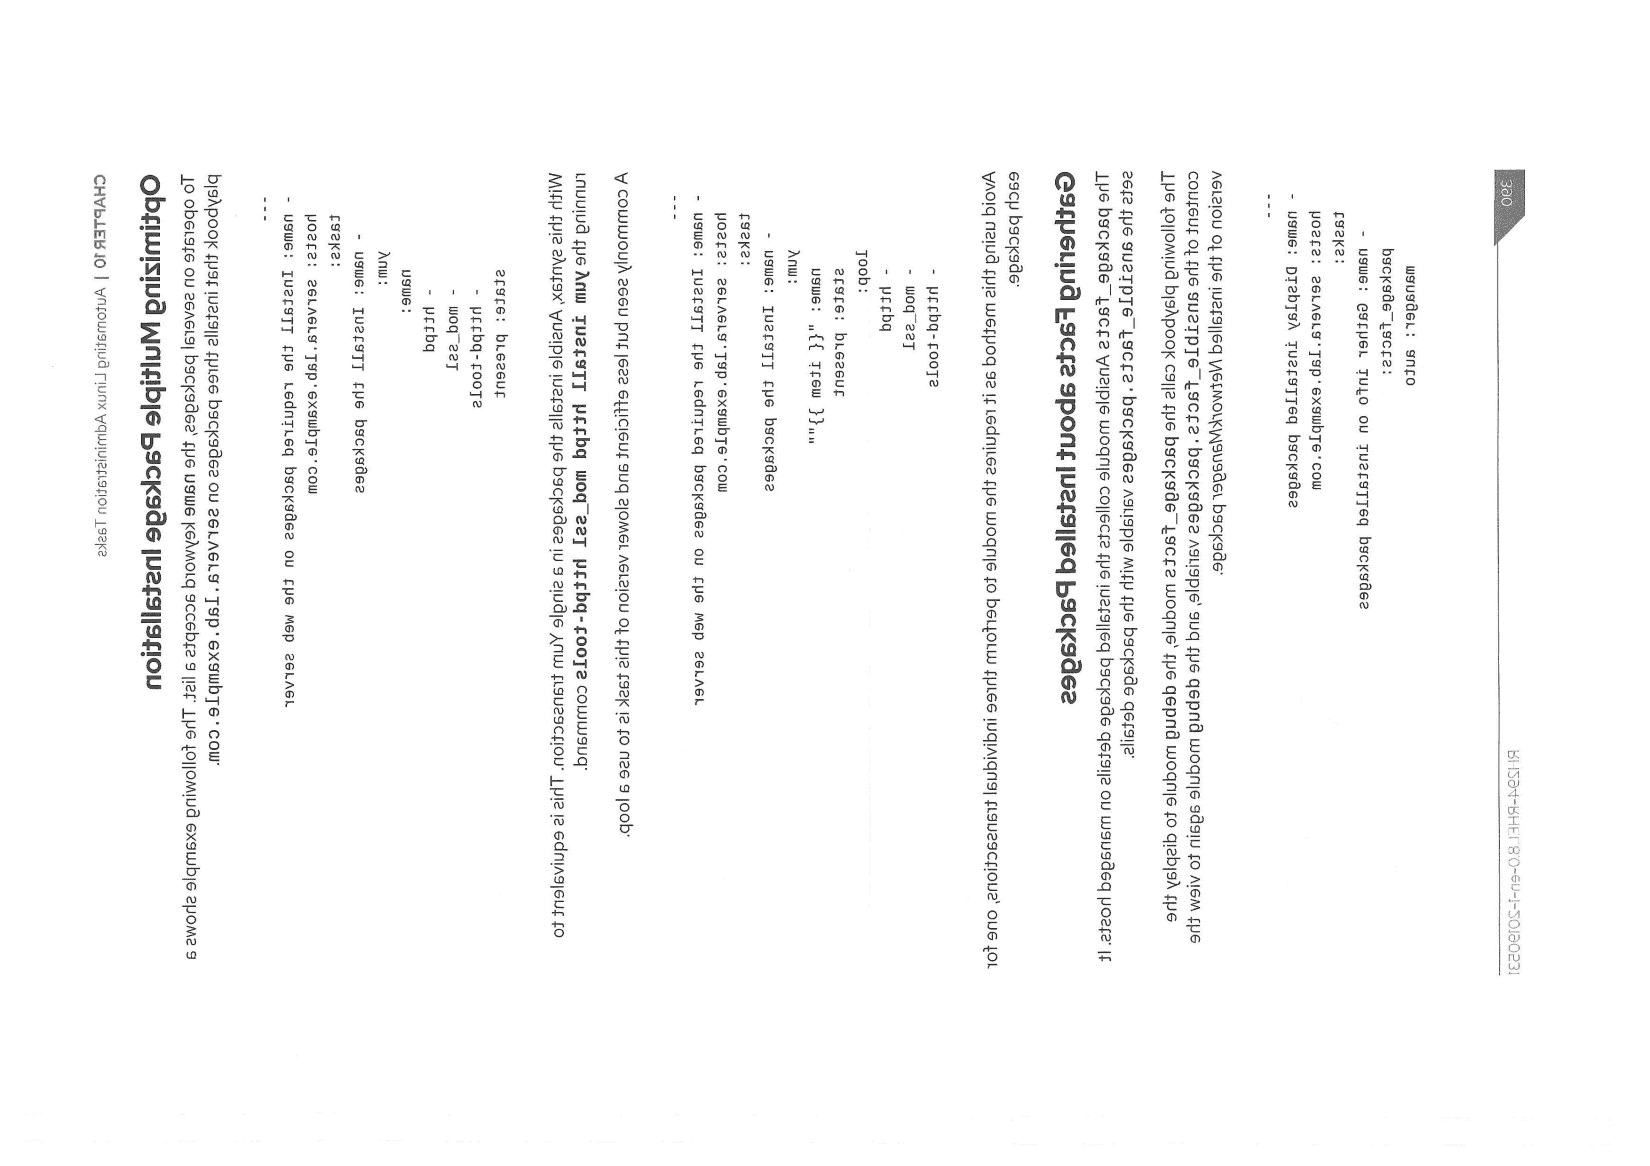 CHAPTER 10 | Automating Linux Administration Tasks
Optimizing Multiple Package Installation
To operate on several packages, the name keyword accepts a list. The following example shows a
playbook that installs three packages on servera.lab.example.com.
---
- name: Install the required packages on the web server
hosts: servera.lab.example.com
tasks:
- name: Install the packages
yum:
name:
- httpd
- mod_ssl
- httpd-tools
state: present
With this syntax, Ansible installs the packages in a single Yum transaction. This is equivalent to
running the yum install httpd mod_ssl httpd-tools command.
A commonly seen but less efficient and slower version of this task is to use a loop.
---
- name: Install the required packages on the web server
hosts: servera.lab.example.com
tasks:
- name: Install the packages
yum:
name: "{{ item }}""
state: present
loop:
- httpd
- mod_ssl
- httpd-tools
Avoid using this method as it requires the module to perform three individual transactions, one for
each package.
Gathering Facts about Installed Packages
The package_facts Ansible module collects the installed package details on managed hosts. It
sets the ansible_facts.packages variable with the package details.
The following playbook calls the package_facts module, the debug module to display the
content of the ansible_facts.packages variable, and the debug module again to view the
version of the installed NetworkManager package.
---
- name: Display installed packages
hosts: servera.lab.example.com
tasks:
- name: Gather info on installed packages
package_facts:
manager: auto
390
RH294-RHEL8.0-en-1-20190531